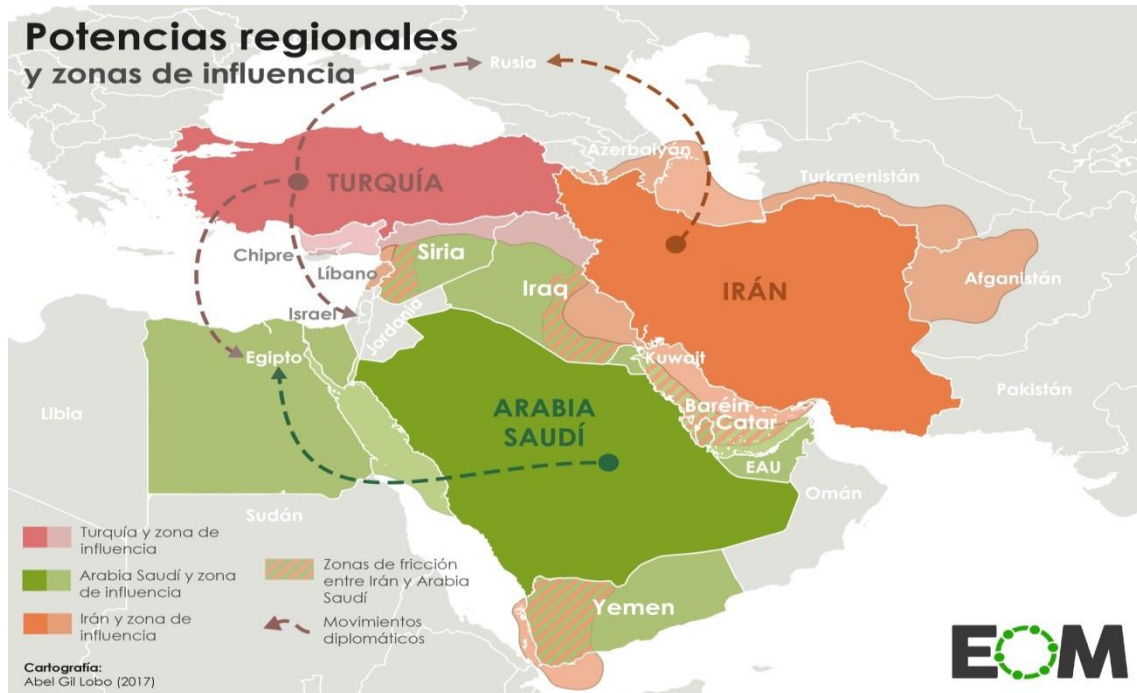 Potencias regionales
y zonas de influencia
Rusia
Azerbaiyán
Turkmenistán
TURQUÍA
Chipre
Siria
Líbano
Afganistán
Iraq
IRÁN
Israel
Jordania
Egipto
Kuwait
Pakistán
Libia
Baréin
Catar
ARABIA
SAUDÍ
EAU
Omán
Sudán
Yemen
Turquía y zona de
influencia
Arabia Saudí y zona
de influencia
Irán y zona de
influencia
Zonas de fricción
entre Irán y Arabia
Saudí
Movimientos
diplomáticos
Cartografía:
Abel Gil Lobo (2017)
EOM